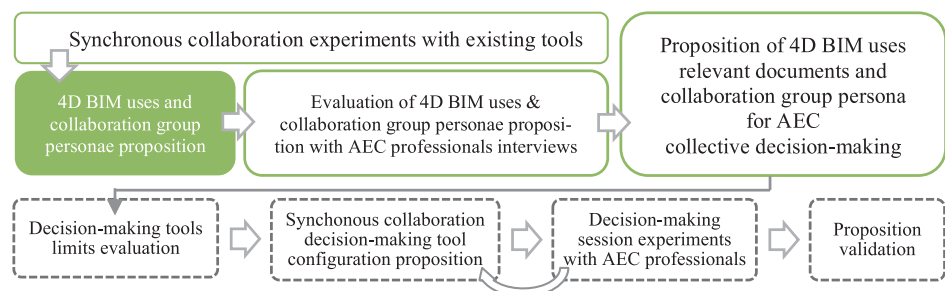 Synchronous collaboration experiments with existing tools
4D BIM uses and
collaboration group
personae proposition
Evaluation of 4D BIM uses &
collaboration group personae proposi-
tion with AEC professionals interviews
Proposition of 4D BIM uses
relevant documents and
collaboration group persona
for AEC
collective decision-making
Decision-making tools
limits evaluation
Synchonous collaboration
decision-making tool
configuration proposition
Decision-making
session experiments
with AEC professionals
Proposition
validation